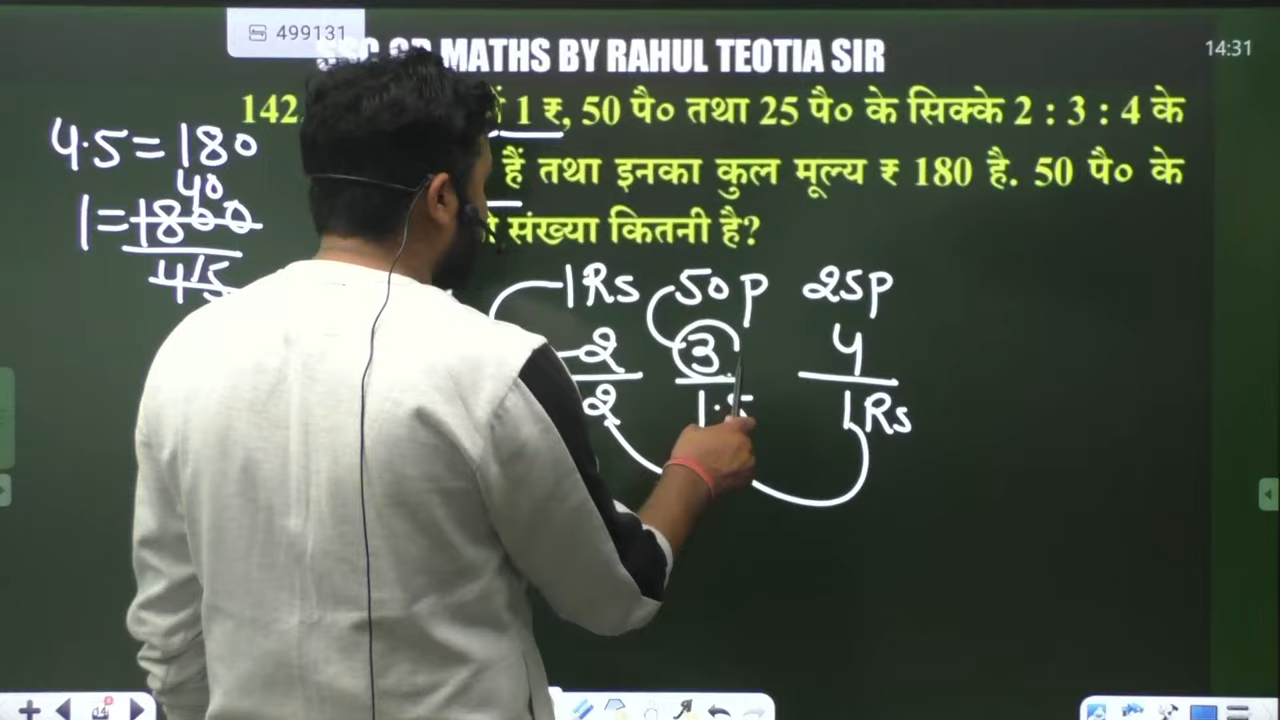 499131
MATHS BY RAHUL TEOTIA SIR
14:31
142. 1 ₹, 50 पै० तथा 25 पै० के सिक्के 2 : 3 : 4 के
हैं तथा इनका कुल मूल्य ₹ 180 है. 50 पै० के
संख्या कितनी है?
4.5=180
40
1=1800
45
1Rs 50p 25p
2 3 4
2 1.5 1Rs